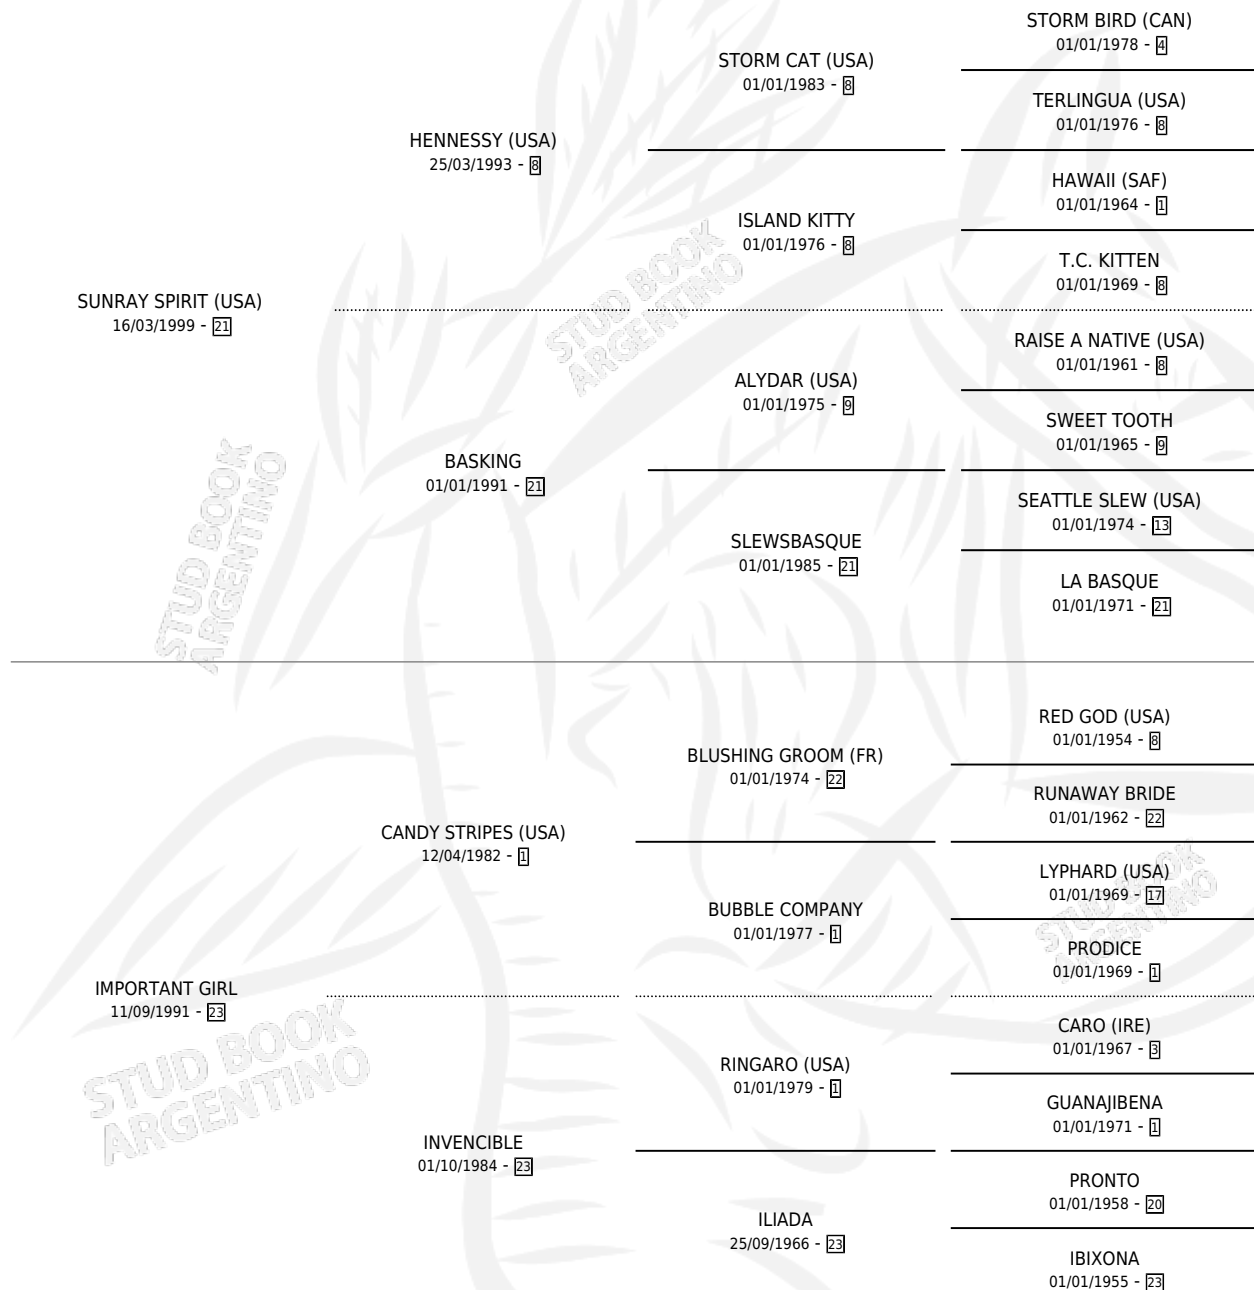 STORM BIRD (CAN)
01/01/1978 - 4
STORM CAT (USA)
01/01/1983 - 8
TERLINGUA (USA)
01/01/1976 - 8
HENNESSY (USA)
25/03/1993 - 8
HAWAII (SAF)
01/01/1964 - 1
ISLAND KITTY
01/01/1976 - 8
T.C. KITTEN
01/01/1969 - 8
SUNRAY SPIRIT (USA)
16/03/1999 - 21
RAISE A NATIVE (USA)
01/01/1961 - 8
ALYDAR (USA)
01/01/1975 - 9
SWEET TOOTH
01/01/1965 - 9
BASKING
01/01/1991 - 21
SEATTLE SLEW (USA)
01/01/1974 - 13
SLEWSBASQUE
01/01/1985 - 21
LA BASQUE
01/01/1971 - 21
RED GOD (USA)
01/01/1954 - 8
BLUSHING GROOM (FR)
01/01/1974 - 22
RUNAWAY BRIDE
01/01/1962 - 22
CANDY STRIPES (USA)
12/04/1982 - 1
LYPHARD (USA)
01/01/1969 - 17
BUBBLE COMPANY
01/01/1977 - 1
PRODICE
01/01/1969 - 1
IMPORTANT GIRL
11/09/1991 - 23
CARO (IRE)
01/01/1967 - 3
RINGARO (USA)
01/01/1979 - 1
GUANAJIBENA
01/01/1971 - 1
INVENCIBLE
01/10/1984 - 23
PRONTO
01/01/1958 - 20
ILIADA
25/09/1966 - 23
IBIXONA
01/01/1955 - 23
STUD BOOK
ARGENTINO
STUD BOOK
ARGENTINO
STUD BOOK
ARGENTINO
STUD BOOK
ARGENTINO